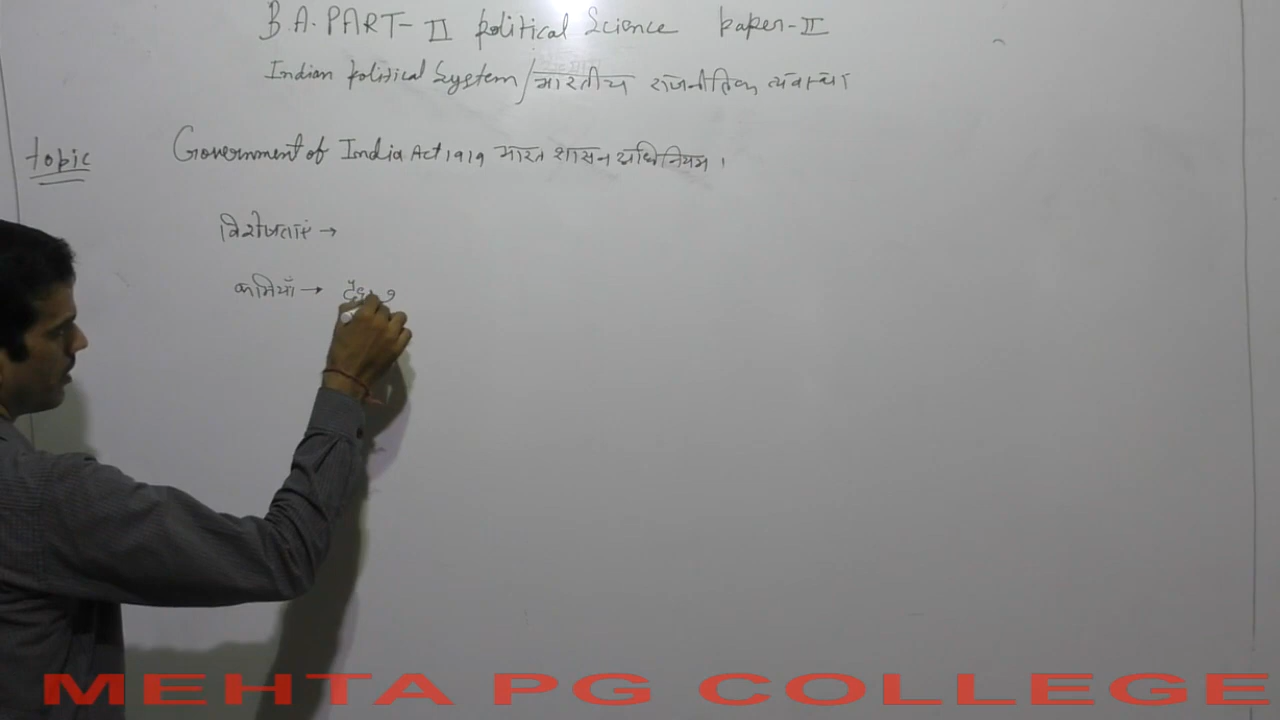 B.A. PART-II Political Science Paper-II
Indian Political System/भारतीय राजनीतिक व्यवस्था
Topic Government of India Act 1919 भारत शासन अधिनियम।
विशेषताएं →
कमियाँ →
MEHTA PG COLLEGE